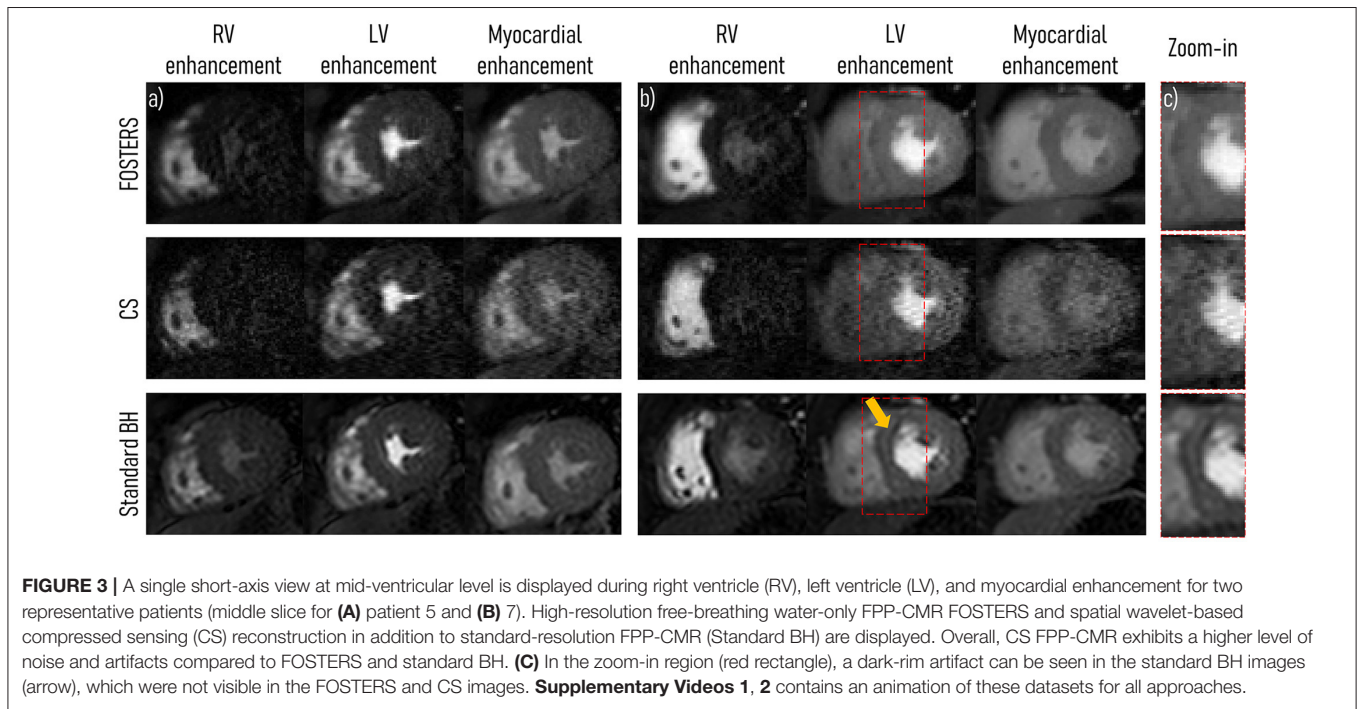 RV enhancement LV enhancement Myocardial enhancement RV enhancement LV enhancement Myocardial enhancement Zoom-in
a) b) c)
FOSTERS
CS
Standard BH
FIGURE 3 | A single short-axis view at mid-ventricular level is displayed during right ventricle (RV), left ventricle (LV), and myocardial enhancement for two
representative patients (middle slice for (A) patient 5 and (B) 7). High-resolution free-breathing water-only FPP-CMR FOSTERS and spatial wavelet-based
compressed sensing (CS) reconstruction in addition to standard-resolution FPP-CMR (Standard BH) are displayed. Overall, CS FPP-CMR exhibits a higher level of
noise and artifacts compared to FOSTERS and standard BH. (C) In the zoom-in region (red rectangle), a dark-rim artifact can be seen in the standard BH images
(arrow), which were not visible in the FOSTERS and CS images. Supplementary Videos 1, 2 contains an animation of these datasets for all approaches.